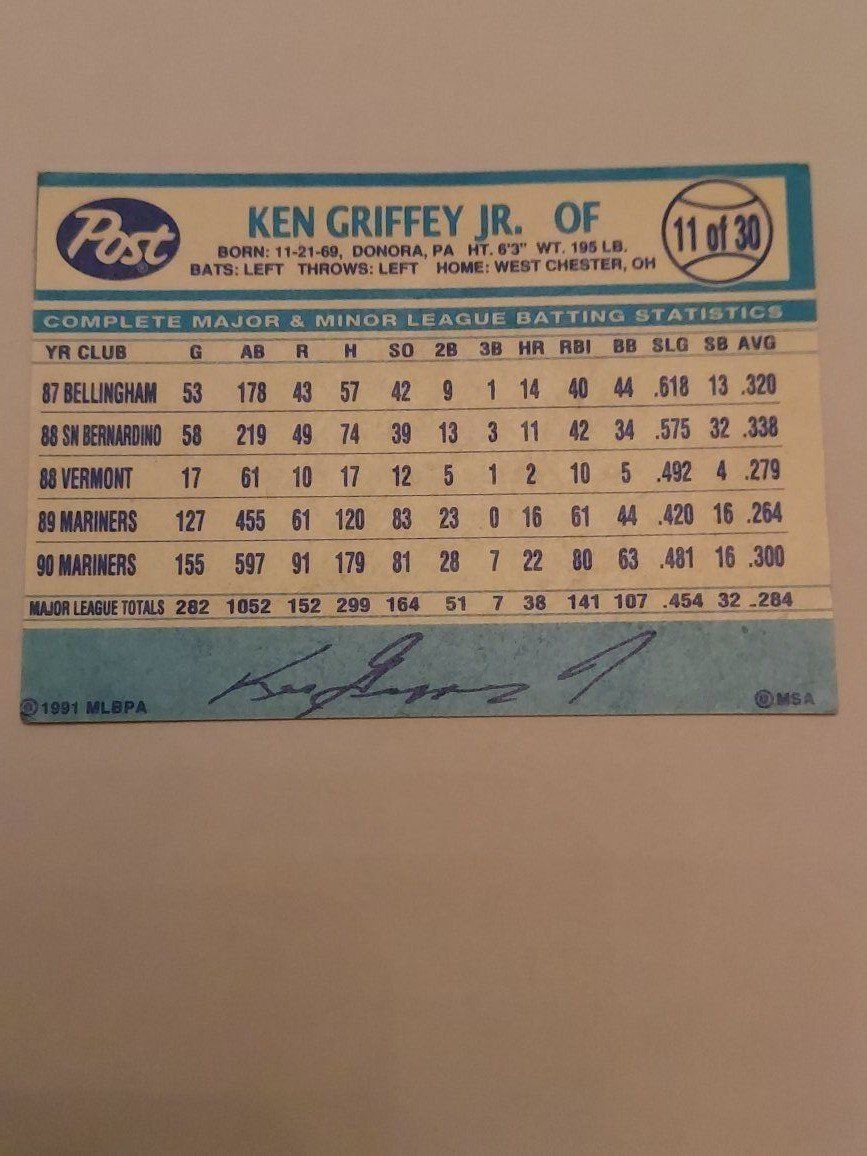 Post
KEN GRIFFEY JR. OF
11 of 30
BORN: 11-21-69, DONORA, PA HT. 6'3" WT. 195 LB.
BATS: LEFT THROWS: LEFT HOME: WEST CHESTER, OH
COMPLETE MAJOR & MINOR LEAGUE BATTING STATISTICS
YR CLUB G AB R H SO 2B 3B HR RBI BB SLG SB AVG
87 BELLINGHAM 53 178 43 57 42 9 1 14 40 44 .618 13 .320
88 SN BERNARDINO 58 219 49 74 39 13 3 11 42 34 .575 32 .338
88 VERMONT 17 61 10 17 12 5 1 2 10 5 .492 4 .279
89 MARINERS 127 455 61 120 83 23 0 16 61 44 .420 16 .264
90 MARINERS 155 597 91 179 81 28 7 22 80 63 .481 16 .300
MAJOR LEAGUE TOTALS 282 1052 152 299 164 51 7 38 141 107 .454 32 .284
Ken Griffey Jr
©1991 MLBPA
®MSA